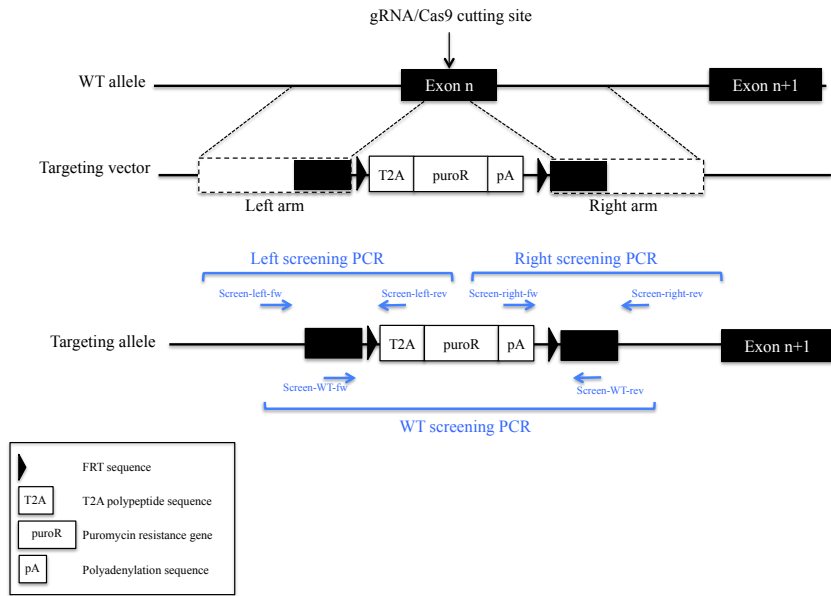 gRNA/Cas9 cutting site
WT allele
Exon n
Exon n+1
Targeting vector
T2A
puroR
pA
Left arm
Right arm
Left screening PCR
Right screening PCR
Screen-left-fw
Screen-left-rev
Screen-right-fw
Screen-right-rev
Targeting allele
T2A
puroR
pA
Exon n+1
Screen-WT-fw
Screen-WT-rev
WT screening PCR
FRT sequence
T2A
T2A polypeptide sequence
puroR
Puromycin resistance gene
pA
Polyadenylation sequence